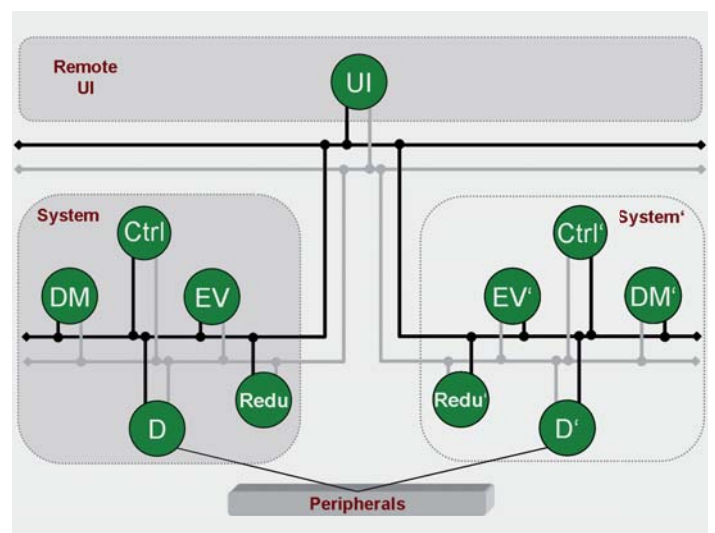 Remote
UI
UI
System
Ctrl
DM
EV
D
Redu
System‘
Ctrl‘
EV‘
DM‘
Redu‘
D‘
Peripherals